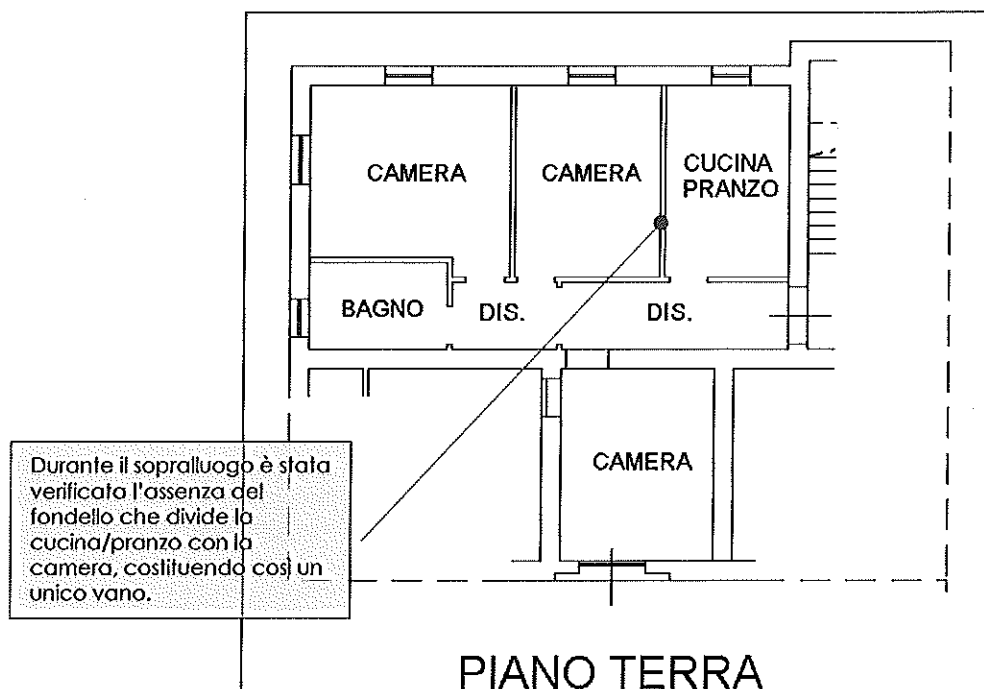 CAMERA
CAMERA
CUCINA
PRANZO
BAGNO
DIS.
DIS.
CAMERA
Durante il sopralluogo è stata
verificata l'assenza del
fondello che divide la
cucina/pranzo con la
camera, costituendo così un
unico vano.
PIANO TERRA